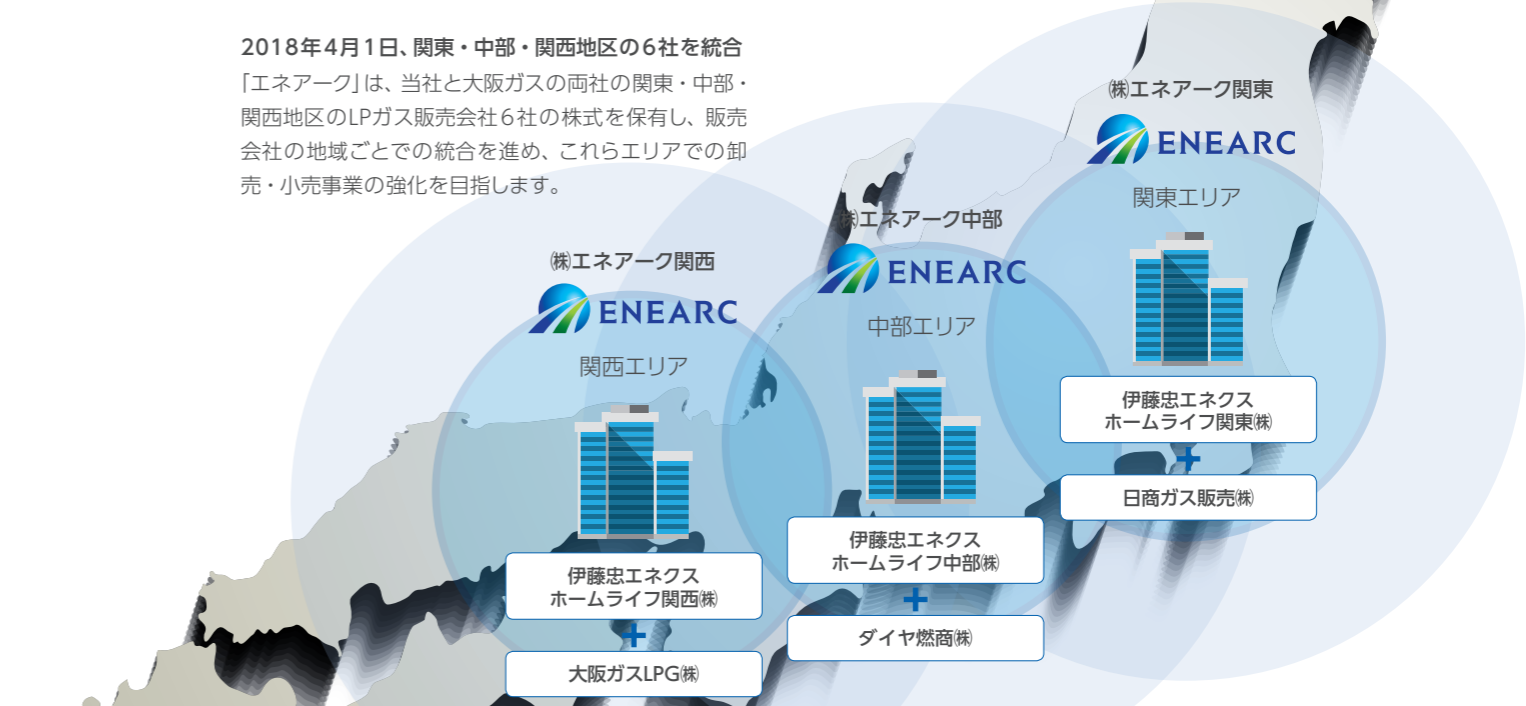 2018年4月1日、関東・中部・関西地区の6社を統合
「エネアーク」は、当社と大阪ガスの両社の関東・中部・
関西地区のLPガス販売会社6社の株式を保有し、販売
会社の地域ごとでの統合を進め、これらエリアでの卸
売・小売事業の強化を目指します。
㈱エネアーク関西
ENEARC
関西エリア
伊藤忠エネクス
ホームライフ関西㈱
+
大阪ガスLPG㈱
㈱エネアーク中部
ENEARC
中部エリア
伊藤忠エネクス
ホームライフ中部㈱
+
ダイヤ燃商㈱
㈱エネアーク関東
ENEARC
関東エリア
伊藤忠エネクス
ホームライフ関東㈱
+
日商ガス販売㈱